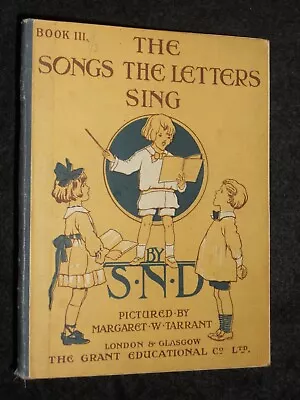 BOOK III.
THE
SONGS THE LETTERS
SING
BY
S·N·D
PICTURED·BY
MARGARET·W·TARRANT
LONDON & GLASGOW
THE GRANT EDUCATIONAL Co LTD.